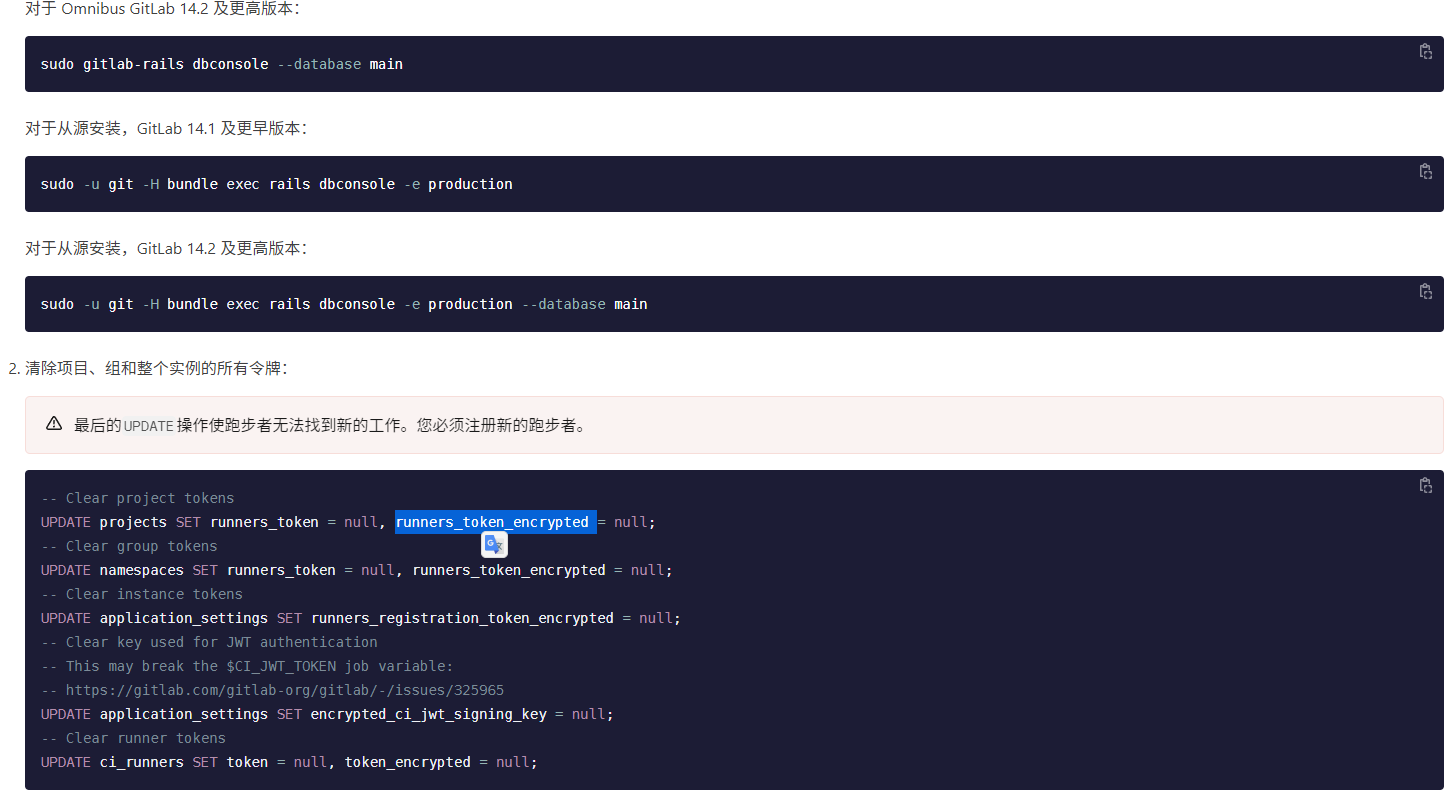 对于 Omnibus GitLab 14.2 及更高版本：
sudo gitlab-rails dbconsole --database main
对于从源安装，GitLab 14.1 及更早版本：
sudo -u git -H bundle exec rails dbconsole -e production
对于从源安装，GitLab 14.2 及更高版本：
sudo -u git -H bundle exec rails dbconsole -e production --database main
2. 清除项目、组和整个实例的所有令牌：
最后的UPDATE操作使跑步者无法找到新的工作。您必须注册新的跑步者。
-- Clear project tokens
UPDATE projects SET runners_token = null, runners_token_encrypted = null;
-- Clear group tokens
UPDATE namespaces SET runners_token = null, runners_token_encrypted = null;
-- Clear instance tokens
UPDATE application_settings SET runners_registration_token_encrypted = null;
-- Clear key used for JWT authentication
-- This may break the $CI_JWT_TOKEN job variable:
-- https://gitlab.com/gitlab-org/gitlab/-/issues/325965
UPDATE application_settings SET encrypted_ci_jwt_signing_key = null;
-- Clear runner tokens
UPDATE ci_runners SET token = null, token_encrypted = null;